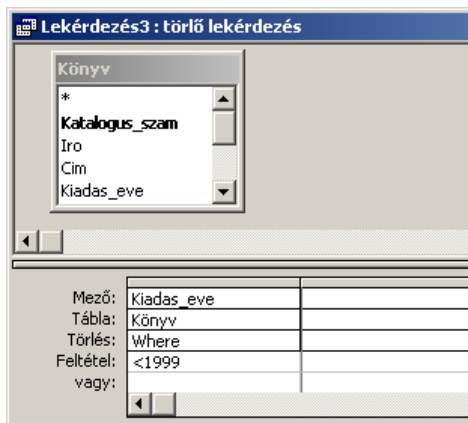 Lekérdezés3 : törlő lekérdezés
Könyv
*
Katalogus_szam
Iro
Cim
Kiadas_eve
Mező: Kiadas_eve
Tábla: Könyv
Törlés: Where
Feltétel: <1999
vagy: